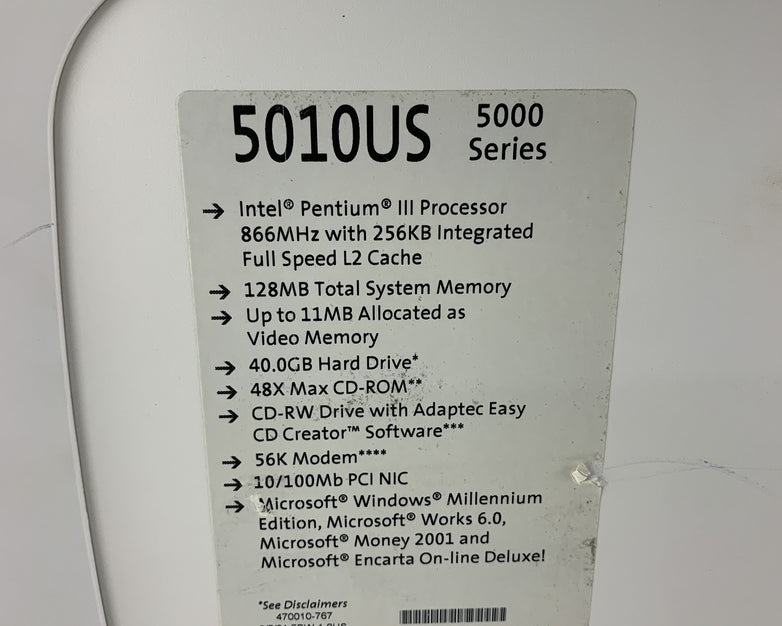 5010US
5000
Series
→ Intel® Pentium® III Processor
866MHz with 256KB Integrated
Full Speed L2 Cache
→ 128MB Total System Memory
→ Up to 11MB Allocated as
Video Memory
→ 40.0GB Hard Drive*
→ 48X Max CD-ROM**
→ CD-RW Drive with Adaptec Easy
CD Creator™ Software***
→ 56K Modem****
→ 10/100Mb PCI NIC
→ Microsoft® Windows® Millennium
Edition, Microsoft® Works 6.0,
Microsoft® Money 2001 and
Microsoft® Encarta On-line Deluxe!
*See Disclaimers
470010-767